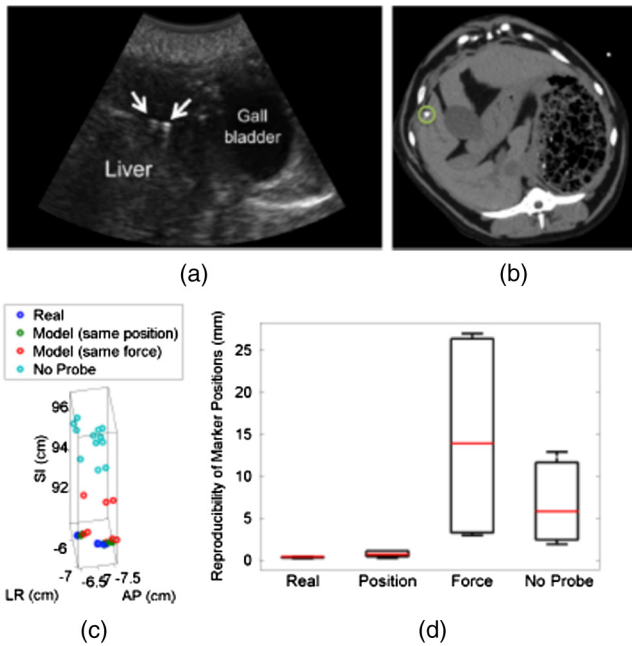 Liver
Gall
bladder
(a)
(b)
Real
Model (same position)
Model (same force)
No Probe
96
94
92
SI (cm)
-6
-7
-6.5
-7
-7.5
LR (cm)
AP (cm)
(c)
Reproducibility of Marker Positions (mm)
25
20
15
10
5
0
Real Position Force No Probe
(d)